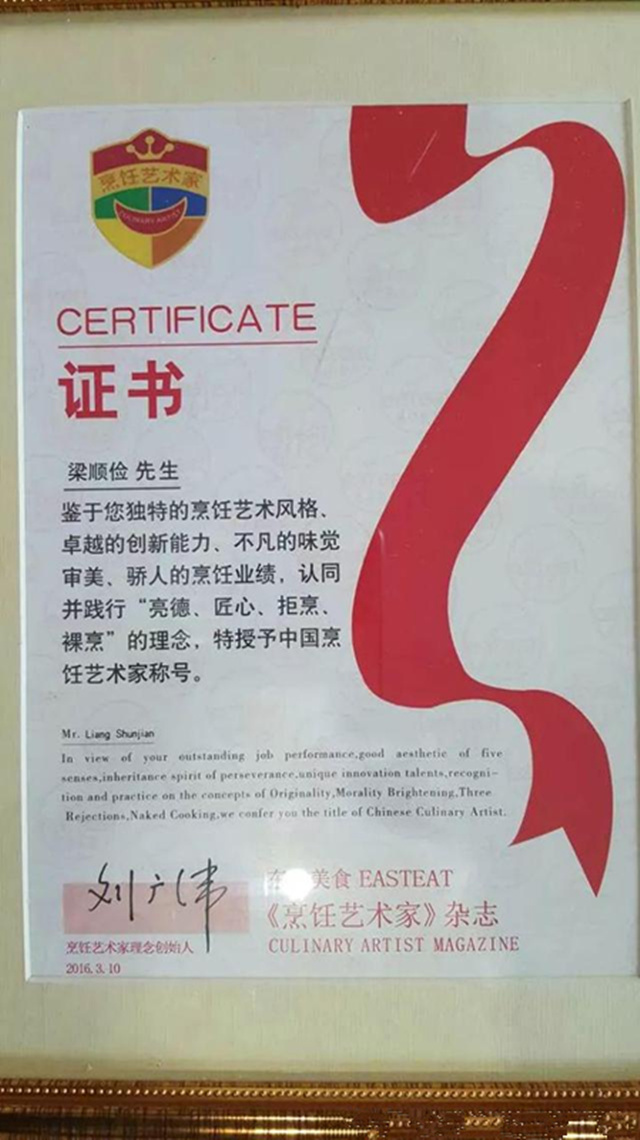 烹饪艺术家
CULINARY ARTIST
CERTIFICATE
证书
梁顺俭 先生
鉴于您独特的烹饪艺术风格、
卓越的创新能力、不凡的味觉
审美、骄人的烹饪业绩，认同
并践行“亮德、匠心、拒烹、
裸烹”的理念，特授予中国烹
饪艺术家称号。
Mr. Liang Shunjian
In view of your outstanding job performance,good aesthetic of five
senses,inheritance spirit of perseverance,unique innovation talents,recogni-
tion and practice on the concepts of Originality,Morality Brightening,Three
Rejections,Naked Cooking,we confer you the title of Chinese Culinary Artist.
刘广伟
美食 EASTEAT
《烹饪艺术家》杂志
CULINARY ARTIST MAGAZINE
烹饪艺术家理念创始人
2016.3.10